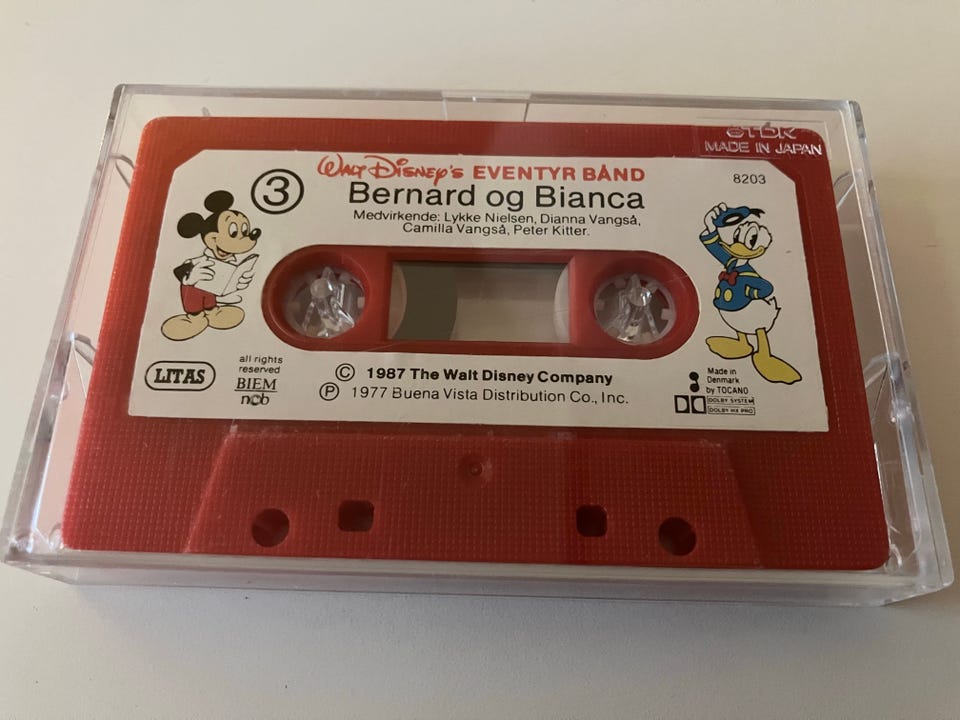 TDK
MADE IN JAPAN
WALT DISNEY'S EVENTYR BÅND
8203
3
Bernard og Bianca
Medvirkende: Lykke Nielsen, Dianna Vangså,
Camilla Vangså, Peter Kitter.
LITAS
all rights
reserved
BIEM
ncb
© 1987 The Walt Disney Company
℗ 1977 Buena Vista Distribution Co., Inc.
Made in
Denmark
by TOCANO
DOLBY SYSTEM
DOLBY HX PRO